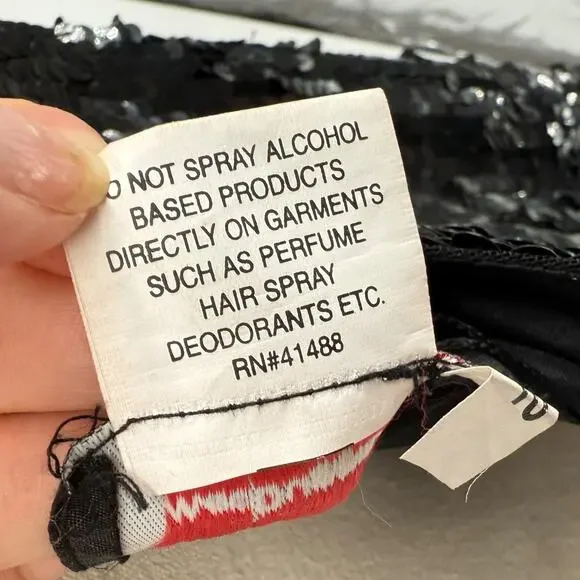 O NOT SPRAY ALCOHOL
BASED PRODUCTS
DIRECTLY ON GARMENTS
SUCH AS PERFUME
HAIR SPRAY
DEODORANTS ETC.
RN#41488